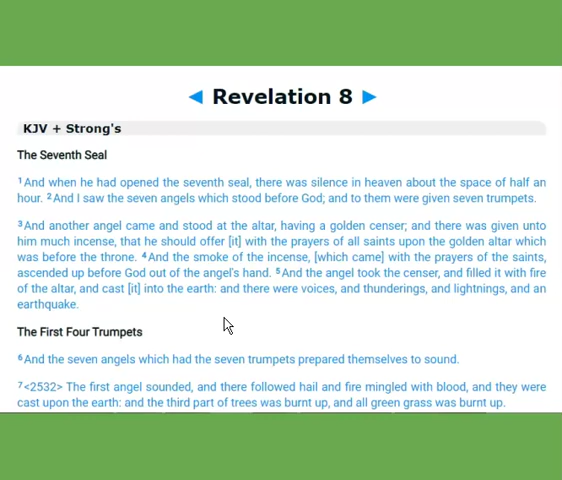 ◄ Revelation 8 ►
KJV + Strong's
The Seventh Seal
1And when he had opened the seventh seal, there was silence in heaven about the space of half an
hour. 2And I saw the seven angels which stood before God; and to them were given seven trumpets.
3And another angel came and stood at the altar, having a golden censer; and there was given unto
him much incense, that he should offer [it] with the prayers of all saints upon the golden altar which
was before the throne. 4And the smoke of the incense, [which came] with the prayers of the saints,
ascended up before God out of the angel's hand. 5And the angel took the censer, and filled it with fire
of the altar, and cast [it] into the earth: and there were voices, and thunderings, and lightnings, and an
earthquake.
The First Four Trumpets
6And the seven angels which had the seven trumpets prepared themselves to sound.
7<2532> The first angel sounded, and there followed hail and fire mingled with blood, and they were
cast upon the earth: and the third part of trees was burnt up, and all green grass was burnt up.